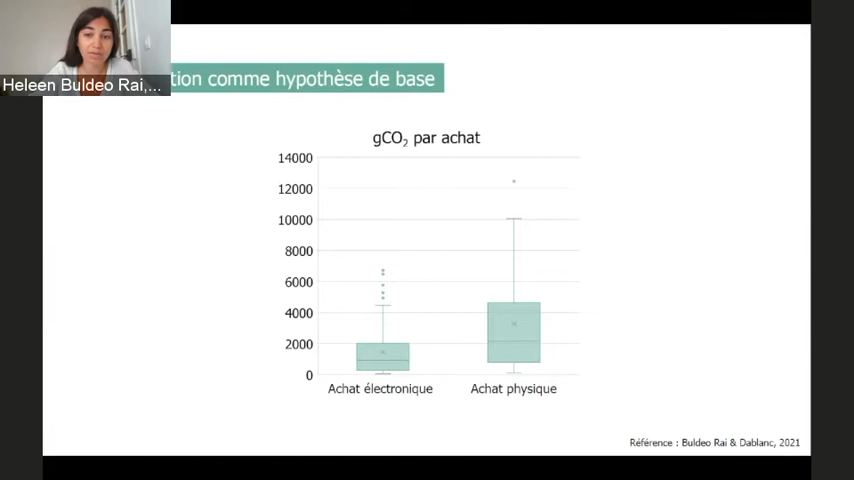 Heleen Buldeo Rai,...
tion comme hypothèse de base
gCO₂ par achat
14000
12000
10000
8000
6000
4000
2000
0
Achat électronique
Achat physique
Référence : Buldeo Rai & Dablanc, 2021